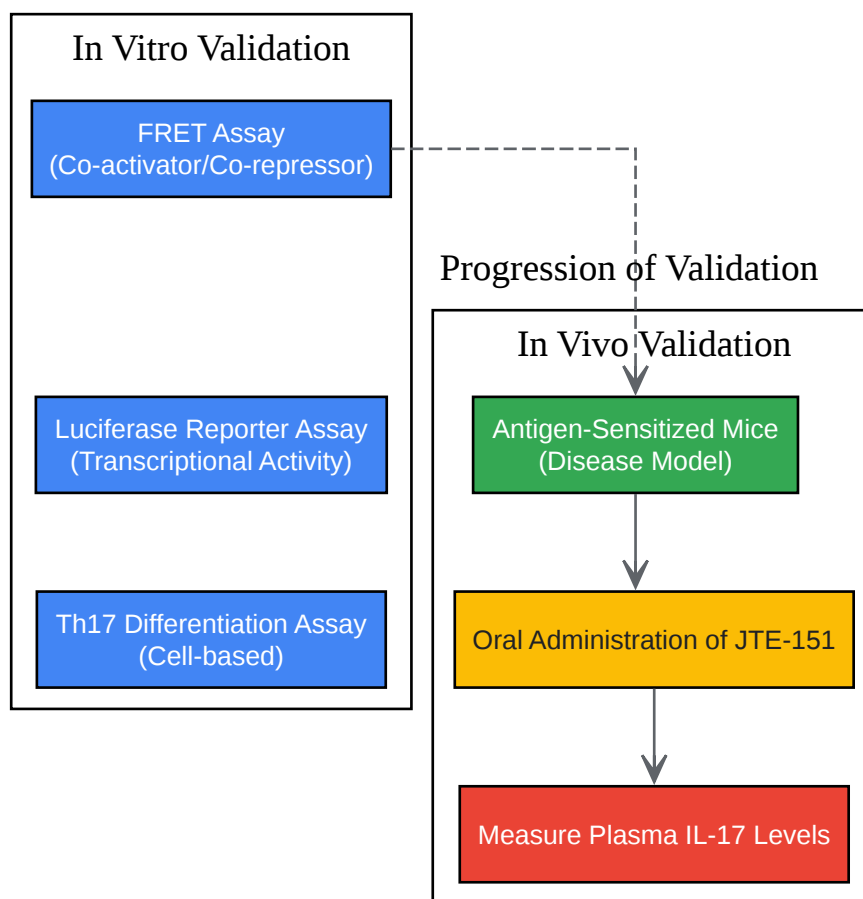 In Vitro Validation
FRET Assay
(Co-activator/Co-repressor)
Luciferase Reporter Assay
(Transcriptional Activity)
Th17 Differentiation Assay
(Cell-based)
Progression of Validation
In Vivo Validation
Antigen-Sensitized Mice
(Disease Model)
Oral Administration of JTE-151
Measure Plasma IL-17 Levels